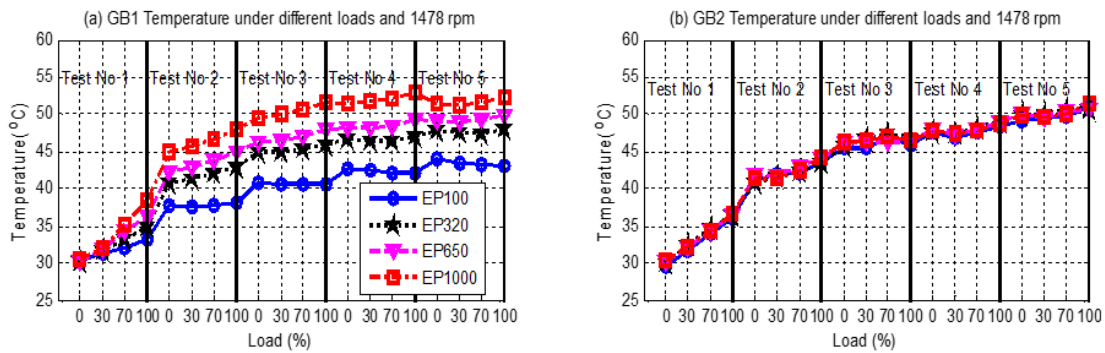 (a) GB1 Temperature under different loads and 1478 rpm
60
55
50
45
40
35
30
25
Temperature(°C)
Test No 1 Test No 2 Test No 3 Test No 4 Test No 5
EP100
EP320
EP650
EP1000
0 30 70 100 0 30 70 100 0 30 70 100 0 30 70 100 0 30 70 100
Load (%)
(b) GB2 Temperature under different loads and 1478 rpm
60
55
50
45
40
35
30
25
Temperature(°C)
Test No 1 Test No 2 Test No 3 Test No 4 Test No 5
0 30 70 100 0 30 70 100 0 30 70 100 0 30 70 100 0 30 70 100
Load (%)